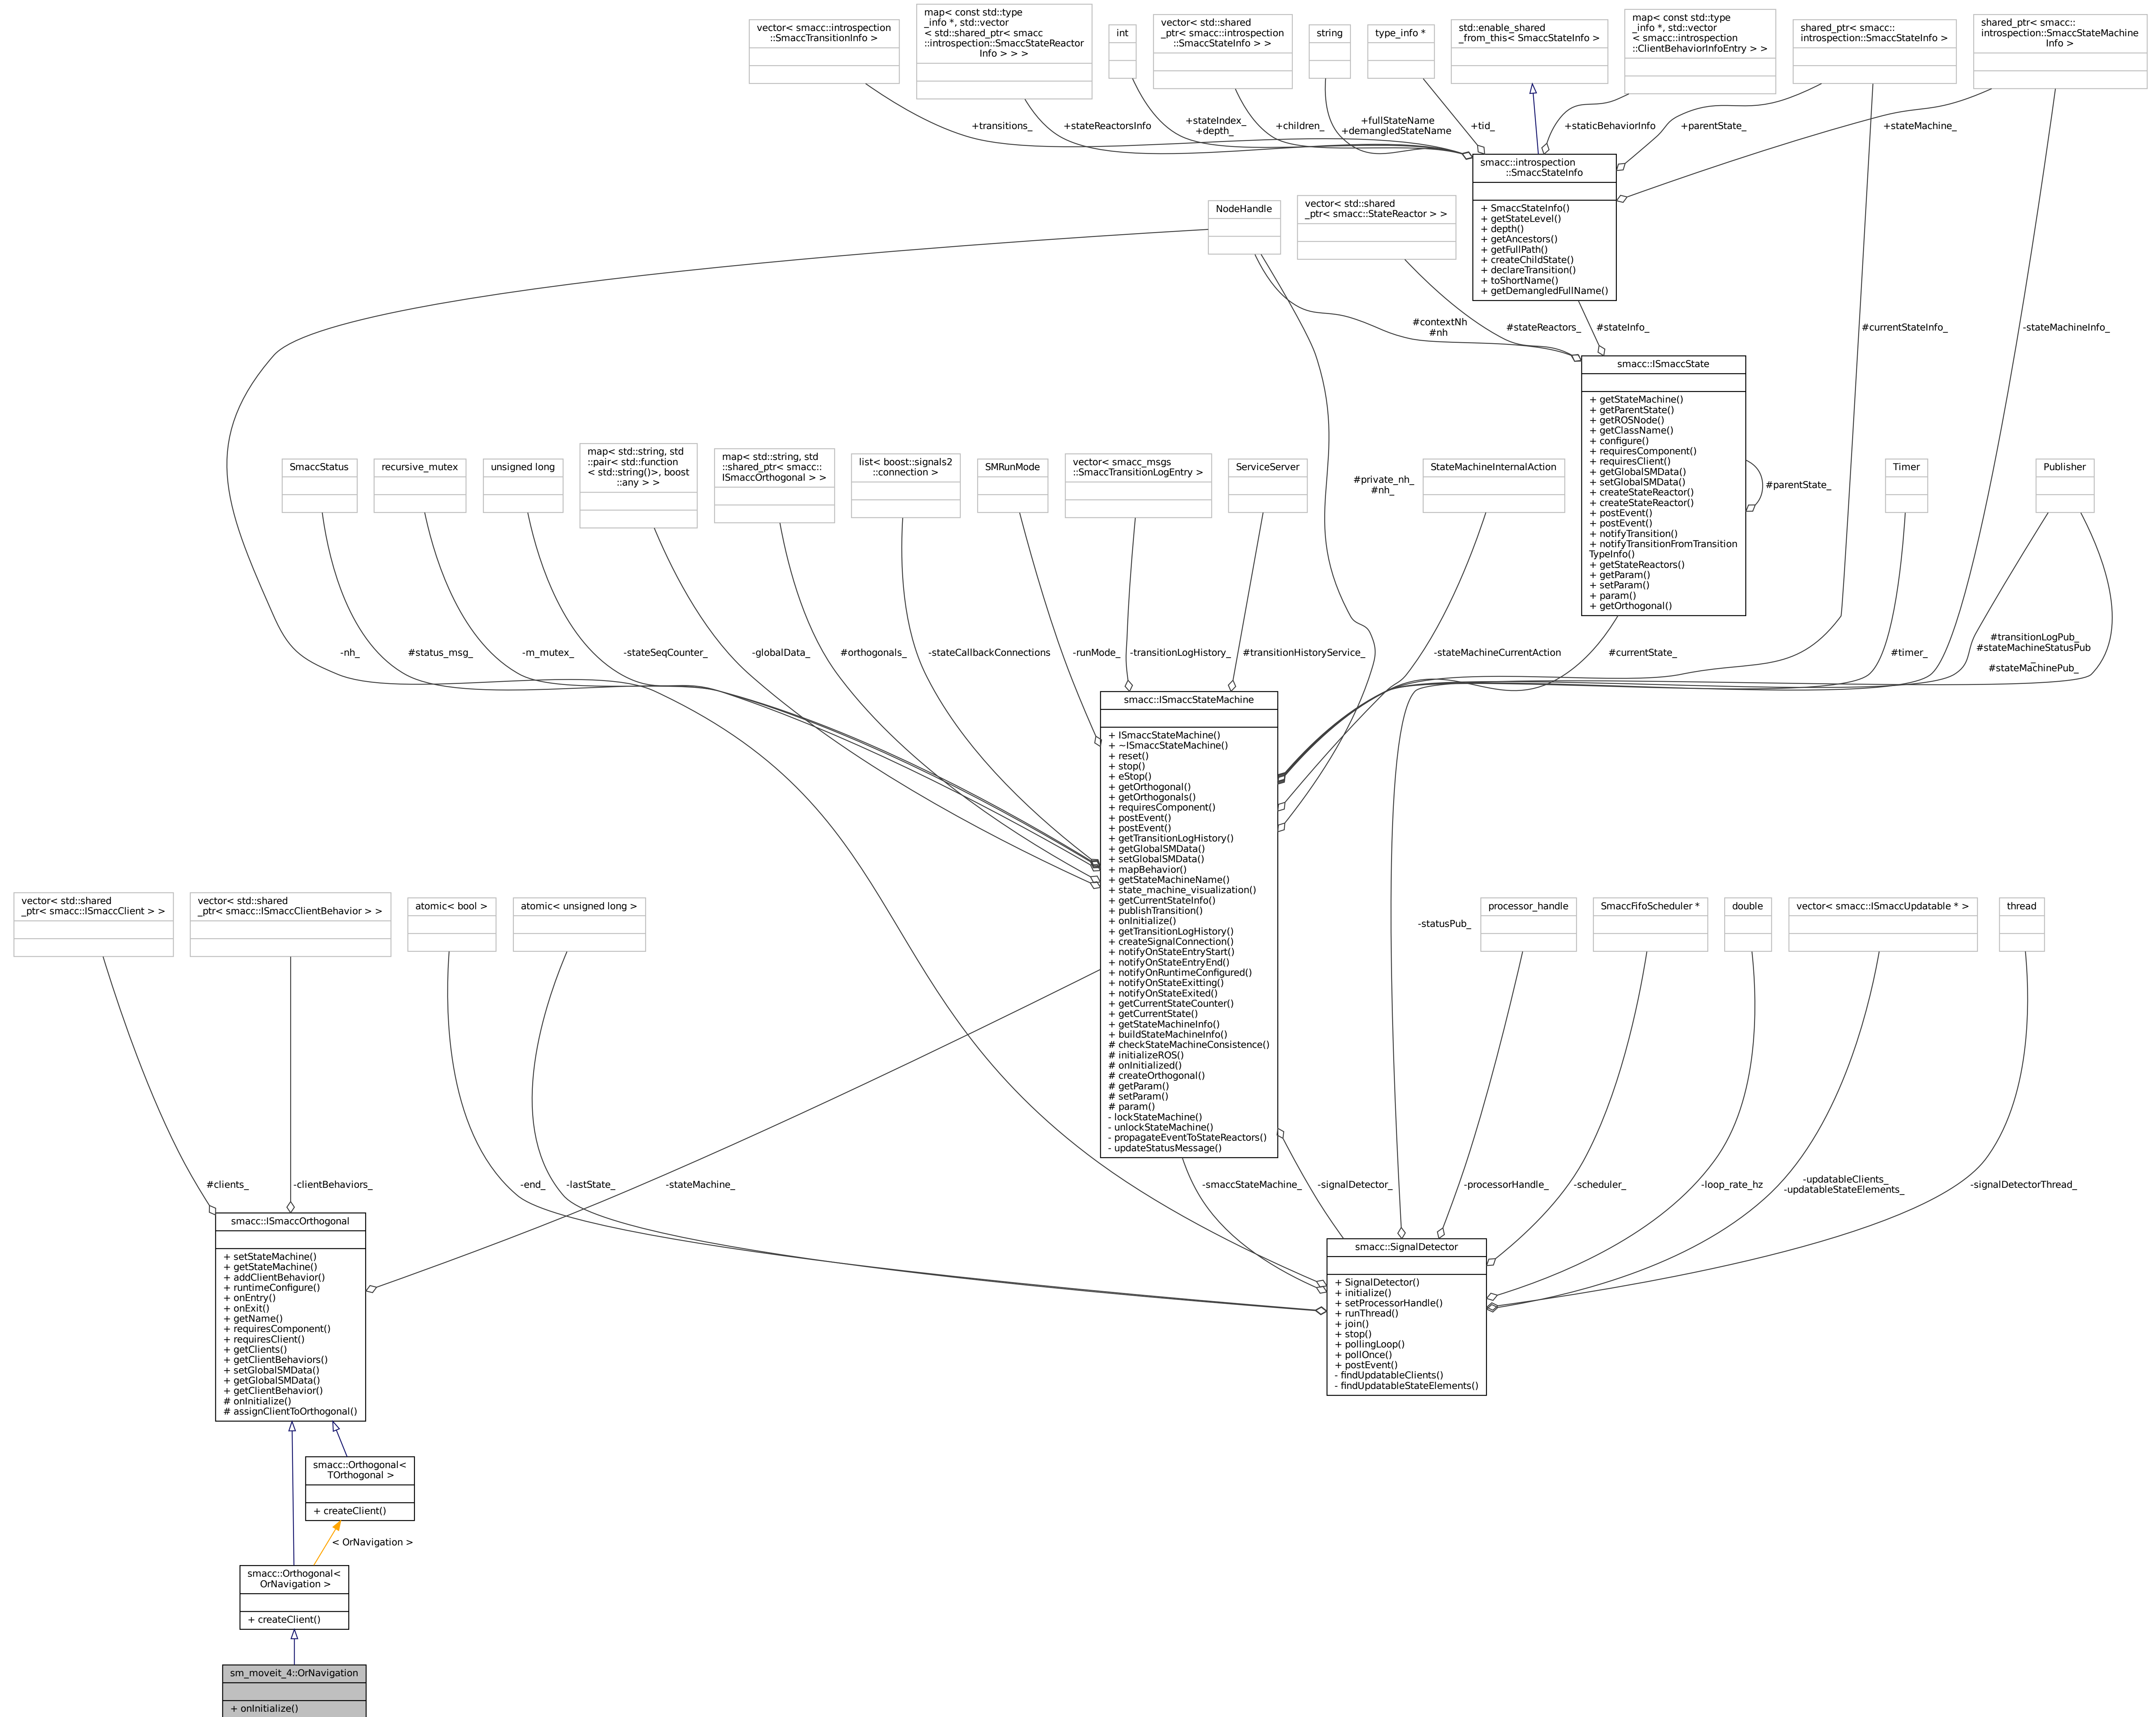 vector< smacc::introspection
::SmaccTransitionInfo >
map< const std::type
_info *, std::vector
< std::shared_ptr< smacc
::introspection::SmaccStateReactor
Info > > >
int
vector< std::shared
_ptr< smacc::introspection
::SmaccStateInfo > >
string
type_info *
std::enable_shared
_from_this< SmaccStateInfo >
map< const std::type
_info *, std::vector
< smacc::introspection
::ClientBehaviorInfoEntry > >
shared_ptr< smacc::
introspection::SmaccStateInfo >
shared_ptr< smacc::
introspection::SmaccStateMachine
Info >
+transitions_
+stateReactorsInfo
+stateIndex_
+depth_
+children_
+fullStateName
+demangledStateName
+tid_
+staticBehaviorInfo
+parentState_
+stateMachine_
smacc::introspection
::SmaccStateInfo
+ SmaccStateInfo()
+ getStateLevel()
+ depth()
+ getAncestors()
+ getFullPath()
+ createChildState()
+ declareTransition()
+ toShortName()
+ getDemangledFullName()
NodeHandle
vector< std::shared
_ptr< smacc::StateReactor > >
#contextNh
#nh
#stateReactors_
#stateInfo_
#currentStateInfo_
-stateMachineInfo_
smacc::ISmaccState
+ getStateMachine()
+ getParentState()
+ getROSNode()
+ getClassName()
+ configure()
+ requiresComponent()
+ requiresClient()
+ getGlobalSMData()
+ setGlobalSMData()
+ createStateReactor()
+ createStateReactor()
+ postEvent()
+ postEvent()
+ notifyTransition()
+ notifyTransitionFromTransition
TypeInfo()
+ getStateReactors()
+ getParam()
+ setParam()
+ param()
+ getOrthogonal()
#parentState_
SmaccStatus
recursive_mutex
unsigned long
map< std::string, std
::pair< std::function
< std::string()>, boost
::any > >
map< std::string, std
::shared_ptr< smacc::
ISmaccOrthogonal > >
list< boost::signals2
::connection >
SMRunMode
vector< smacc_msgs
::SmaccTransitionLogEntry >
ServiceServer
#private_nh_
#nh_
StateMachineInternalAction
Timer
Publisher
-nh_
#status_msg_
-m_mutex_
-stateSeqCounter_
-globalData_
#orthogonals_
-stateCallbackConnections
-runMode_
-transitionLogHistory_
#transitionHistoryService_
-stateMachineCurrentAction
#currentState_
#timer_
#transitionLogPub_
#stateMachineStatusPub
_
#stateMachinePub_
smacc::ISmaccStateMachine
+ ISmaccStateMachine()
+ ~ISmaccStateMachine()
+ reset()
+ stop()
+ eStop()
+ getOrthogonal()
+ getOrthogonals()
+ requiresComponent()
+ postEvent()
+ postEvent()
+ getTransitionLogHistory()
+ getGlobalSMData()
+ setGlobalSMData()
+ mapBehavior()
+ getStateMachineName()
+ state_machine_visualization()
+ getCurrentStateInfo()
+ publishTransition()
+ onInitialize()
+ getTransitionLogHistory()
+ createSignalConnection()
+ notifyOnStateEntryStart()
+ notifyOnStateEntryEnd()
+ notifyOnRuntimeConfigured()
+ notifyOnStateExitting()
+ notifyOnStateExited()
+ getCurrentStateCounter()
+ getCurrentState()
+ getStateMachineInfo()
+ buildStateMachineInfo()
# checkStateMachineConsistence()
# initializeROS()
# onInitialized()
# createOrthogonal()
# getParam()
# setParam()
# param()
- lockStateMachine()
- unlockStateMachine()
- propagateEventToStateReactors()
- updateStatusMessage()
vector< std::shared
_ptr< smacc::ISmaccClient > >
vector< std::shared
_ptr< smacc::ISmaccClientBehavior > >
atomic< bool >
atomic< unsigned long >
-statusPub_
processor_handle
SmaccFifoScheduler *
double
vector< smacc::ISmaccUpdatable * >
thread
#clients_
-clientBehaviors_
-end_
-lastState_
-stateMachine_
-smaccStateMachine_
-signalDetector_
-processorHandle_
-scheduler_
-loop_rate_hz
-updatableClients_
-updatableStateElements_
-signalDetectorThread_
smacc::ISmaccOrthogonal
+ setStateMachine()
+ getStateMachine()
+ addClientBehavior()
+ runtimeConfigure()
+ onEntry()
+ onExit()
+ getName()
+ requiresComponent()
+ requiresClient()
+ getClients()
+ getClientBehaviors()
+ setGlobalSMData()
+ getGlobalSMData()
+ getClientBehavior()
# onInitialize()
# assignClientToOrthogonal()
smacc::SignalDetector
+ SignalDetector()
+ initialize()
+ setProcessorHandle()
+ runThread()
+ join()
+ stop()
+ pollingLoop()
+ pollOnce()
+ postEvent()
- findUpdatableClients()
- findUpdatableStateElements()
smacc::Orthogonal<
TOrthogonal >
+ createClient()
< OrNavigation >
smacc::Orthogonal<
OrNavigation >
+ createClient()
sm_moveit_4::OrNavigation
+ onInitialize()